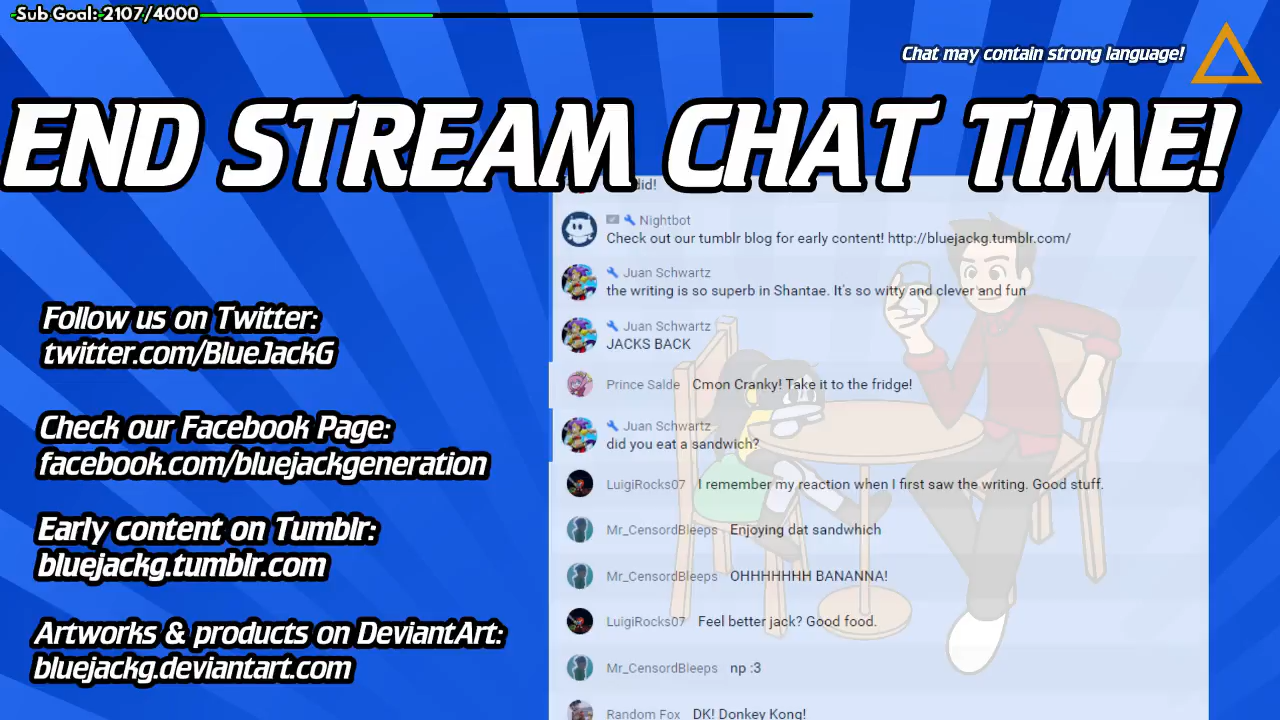 Sub Goal: 2107/4000
Chat may contain strong language!
END STREAM CHAT TIME!
did!
Nightbot
Check out our tumblr blog for early content! http://bluejackg.tumblr.com/
Juan Schwartz
the writing is so superb in Shantae. It's so witty and clever and fun
Juan Schwartz
JACKS BACK
Prince Salde Cmon Cranky! Take it to the fridge!
Juan Schwartz
did you eat a sandwich?
LuigiRocks07 I remember my reaction when I first saw the writing. Good stuff.
Mr_CensordBleeps Enjoying dat sandwhich
Mr_CensordBleeps OHHHHHHH BANANNA!
LuigiRocks07 Feel better jack? Good food.
Mr_CensordBleeps np :3
Random Fox DK! Donkey Kong!
Follow us on Twitter:
twitter.com/BlueJackG
Check our Facebook Page:
facebook.com/bluejackgeneration
Early content on Tumblr:
bluejackg.tumblr.com
Artworks & products on DeviantArt:
bluejackg.deviantart.com